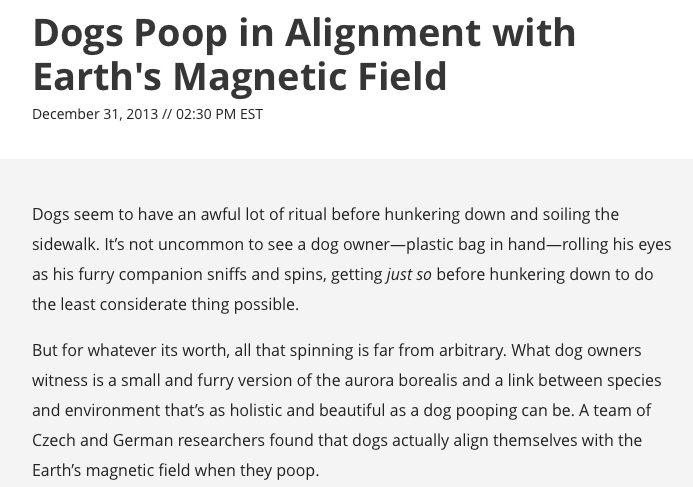 Dogs Poop in Alignment with
Earth's Magnetic Field
December 31, 2013 // 02:30 PM EST
Dogs seem to have an awful lot of ritual before hunkering down and soiling the
sidewalk. It’s not uncommon to see a dog owner—plastic bag in hand—rolling his eyes
as his furry companion sniffs and spins, getting just so before hunkering down to do
the least considerate thing possible.
But for whatever its worth, all that spinning is far from arbitrary. What dog owners
witness is a small and furry version of the aurora borealis and a link between species
and environment that’s as holistic and beautiful as a dog pooping can be. A team of
Czech and German researchers found that dogs actually align themselves with the
Earth’s magnetic field when they poop.